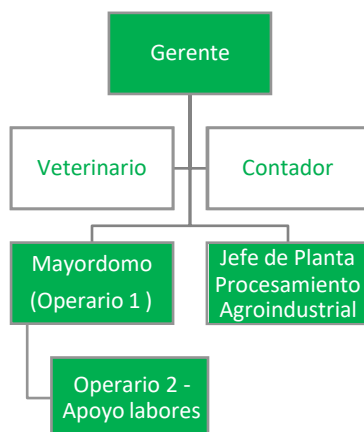 Gerente
Veterinario
Contador
Mayordomo
(Operario 1 )
Jefe de Planta
Procesamiento
Agroindustrial
Operario 2 -
Apoyo labores